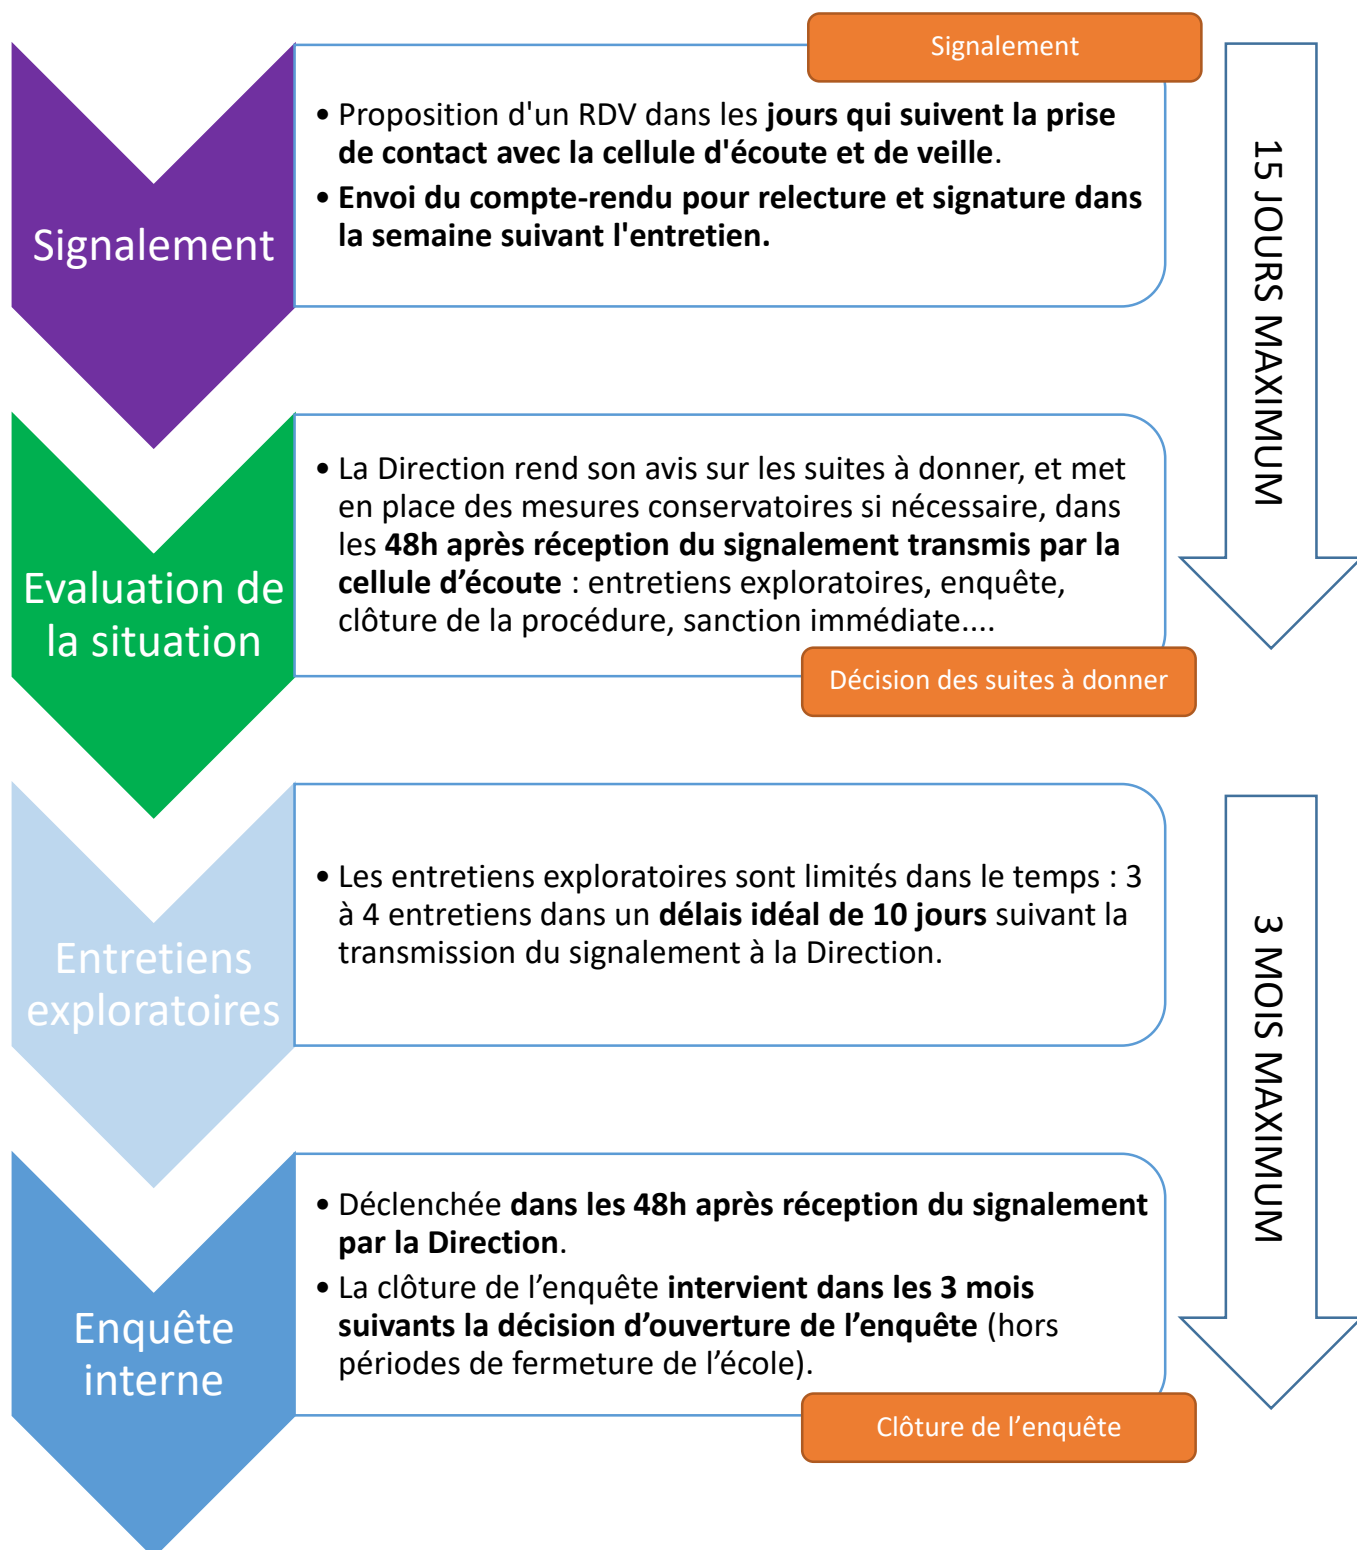 Signalement
Signalement
• Proposition d'un RDV dans les jours qui suivent la prise
de contact avec la cellule d'écoute et de veille.
• Envoi du compte-rendu pour relecture et signature dans
la semaine suivant l'entretien.
15 JOURS MAXIMUM
Evaluation de
la situation
• La Direction rend son avis sur les suites à donner, et met
en place des mesures conservatoires si nécessaire, dans
les 48h après réception du signalement transmis par la
cellule d’écoute : entretiens exploratoires, enquête,
clôture de la procédure, sanction immédiate....
Décision des suites à donner
Entretiens
exploratoires
• Les entretiens exploratoires sont limités dans le temps : 3
à 4 entretiens dans un délais idéal de 10 jours suivant la
transmission du signalement à la Direction.
3 MOIS MAXIMUM
Enquête
interne
• Déclenchée dans les 48h après réception du signalement
par la Direction.
• La clôture de l’enquête intervient dans les 3 mois
suivants la décision d’ouverture de l’enquête (hors
périodes de fermeture de l’école).
Clôture de l’enquête